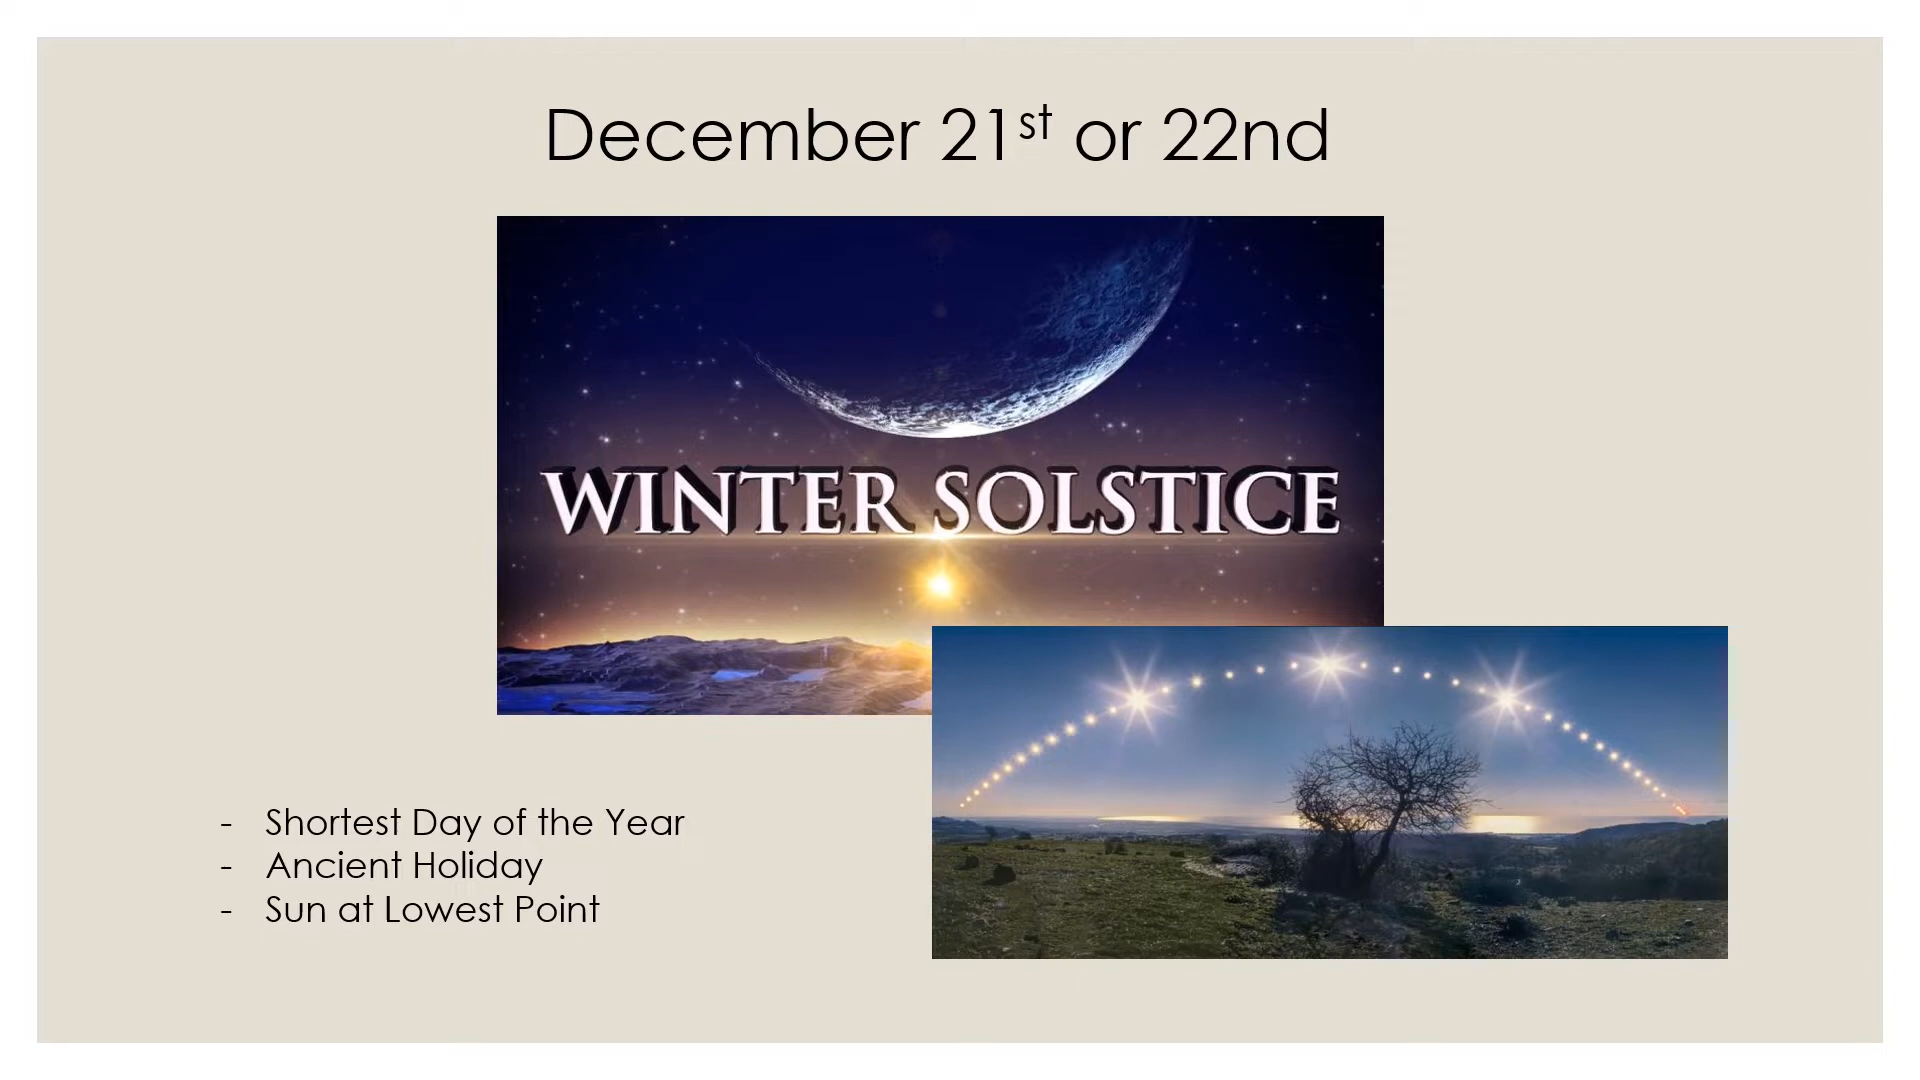 December 21st or 22nd
WINTER SOLSTICE
- Shortest Day of the Year
- Ancient Holiday
- Sun at Lowest Point